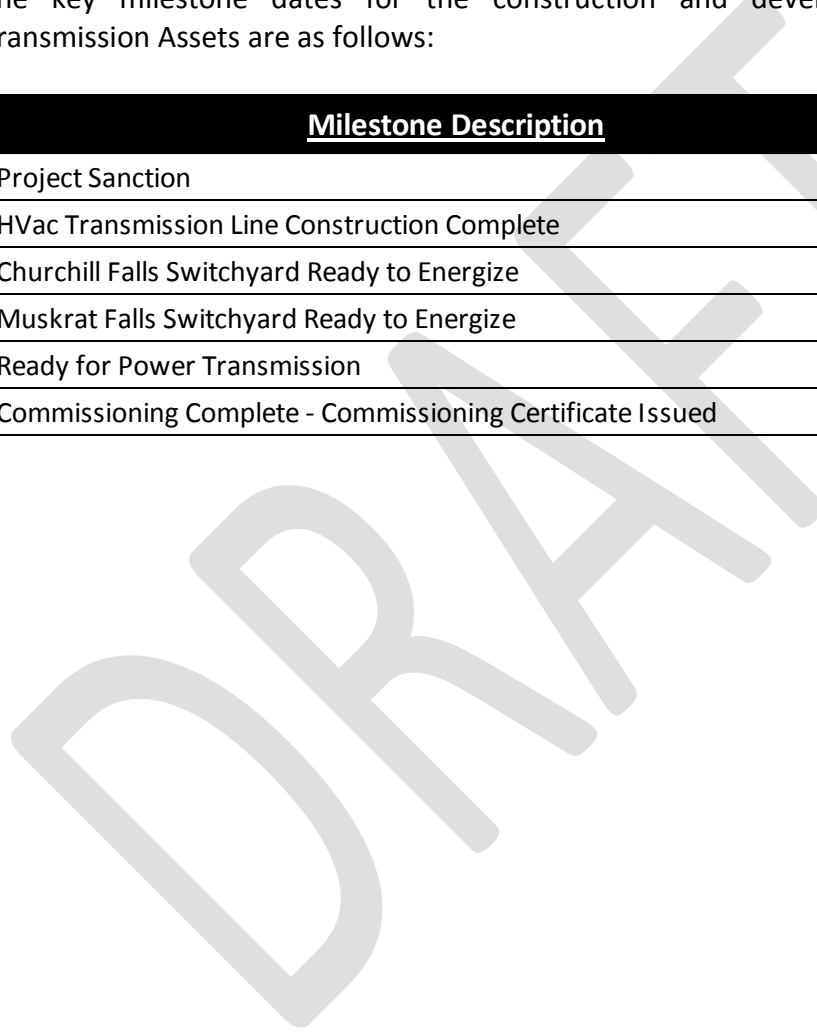 key milestone dates for the construction and
Assets are as follows:
Milestone Description
Project Sanction
HVac Transmission Line Construction Complete
Churchill Falls Switchyard Ready to Energize
Muskrat Falls Switchyard Ready to Energize
Ready for Power Transmission
Commissioning Complete - Commissioning Certificate Issued
DRAFT